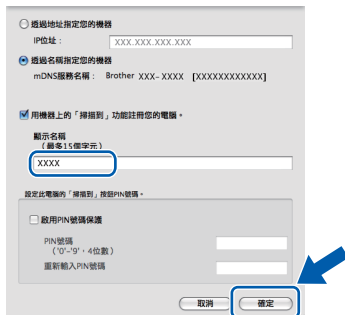 透過地址指定您的機器
IP位址： XXX.XXX.XXX.XXX
透過名稱指定您的機器
mDNS服務名稱： Brother XXX-XXXX [XXXXXXXXXXXX]
用機器上的「掃描到」功能註冊您的電腦。
顯示名稱
（最多15個字元）
XXXX
設定此電腦的「掃描到」按鈕PIN號碼。
啟用PIN號碼保護
PIN號碼
（'0'-'9'，4位數）
重新輸入PIN號碼
取消 確定